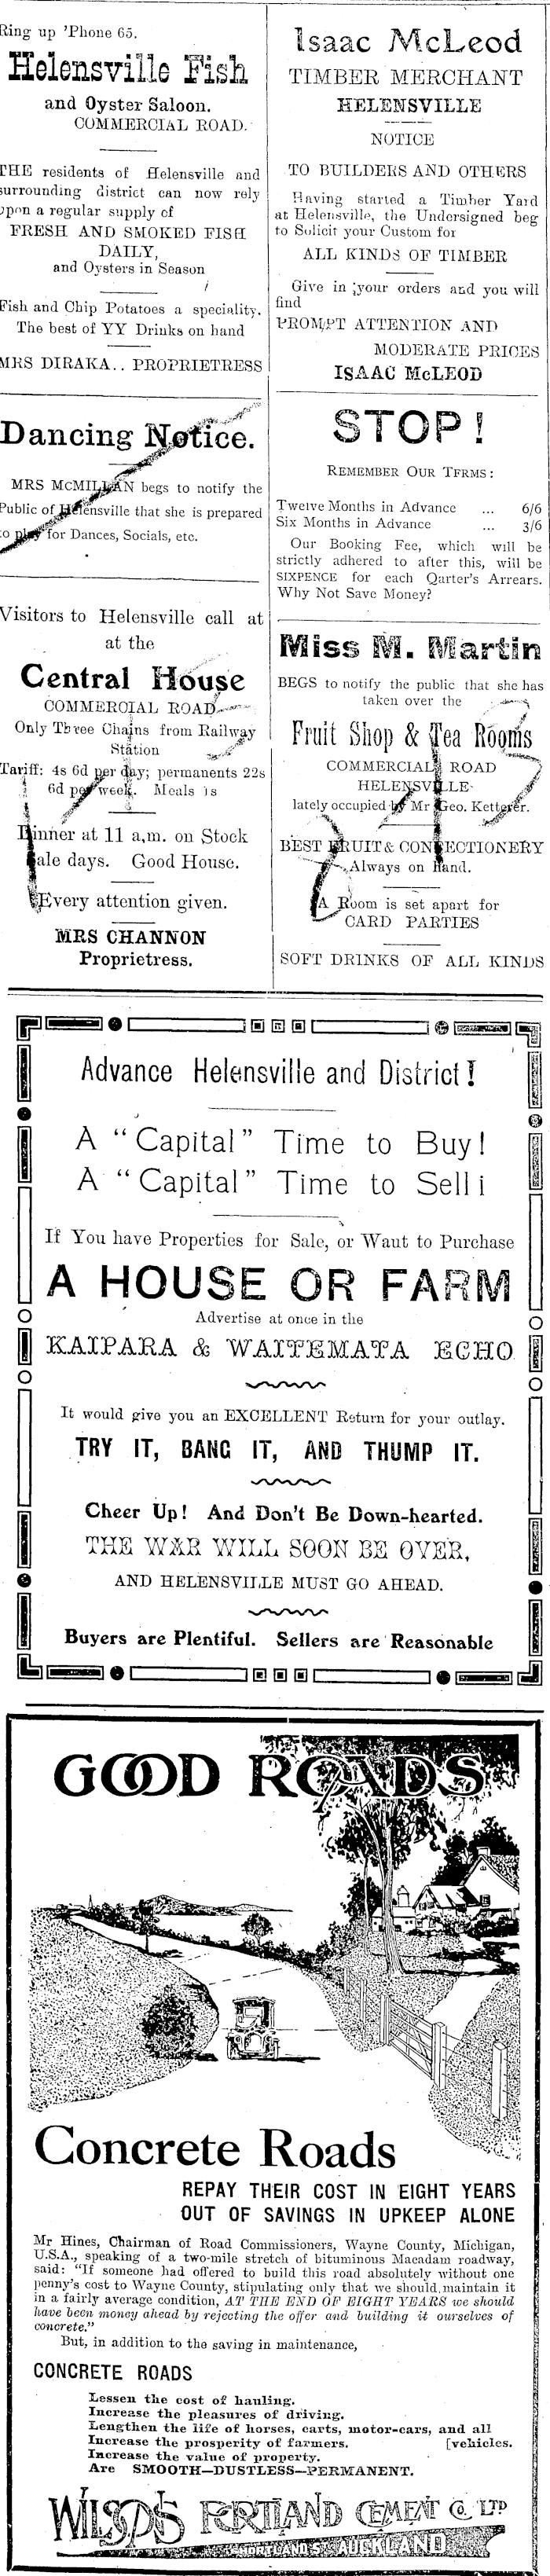 Ring up 'Phone 65.
Helensville Fish
and Oyster Saloon.
COMMERCIAL ROAD.
THE residents of Helensville and
surrounding district can now rely
upon a regular supply of
FRESH AND SMOKED FISH
DAILY,
and Oysters in Season
Fish and Chip Potatoes a speciality.
The best of YY Drinks on hand
MRS DIRAKA.. PROPRIETRESS
Dancing Notice.
MRS MCMILLAN begs to notify the
Public of Helensville that she is prepared
to play for Dances, Socials, etc.
Visitors to Helensville call at
at the
Central House
COMMERCIAL ROAD
Only Three Chains from Railway
Station
Tariff: 4s 6d per day; permanents 22s
6d per week. Meals 1s
Dinner at 11 a,m. on Stock
Sale days. Good House.
Every attention given.
MRS CHANNON
Proprietress.
Isaac McLeod
TIMBER MERCHANT
HELENSVILLE
NOTICE
TO BUILDERS AND OTHERS
Having started a Timber Yard
at Helensville, the Undersigned beg
to Solicit your Custom for
ALL KINDS OF TIMBER
Give in your orders and you will
find
PROMPT ATTENTION AND
MODERATE PRICES
ISAAC McLEOD
STOP!
REMEMBER OUR TERMS:
Twelve Months in Advance ... 6/6
Six Months in Advance ... 3/6
Our Booking Fee, which will be
strictly adhered to after this, will be
SIXPENCE for each Qarter's Arrears.
Why Not Save Money?
Miss M. Martin
BEGS to notify the public that she has
taken over the
Fruit Shop & Tea Rooms
COMMERCIAL ROAD
HELENSVILLE
lately occupied by Mr Geo. Ketterer.
BEST FRUIT & CONFECTIONERY
Always on hand.
A Room is set apart for
CARD PARTIES
SOFT DRINKS OF ALL KINDS
Advance Helensville and District!
A "Capital" Time to Buy!
A "Capital" Time to Sell i
If You have Properties for Sale, or Waut to Purchase
A HOUSE OR FARM
Advertise at once in the
KAIPARA & WAITEMATA ECHO
It would give you an EXCELLENT Return for your outlay.
TRY IT, BANG IT, AND THUMP IT.
Cheer Up! And Don't Be Down-hearted.
THE WAR WILL SOON BE OVER,
AND HELENSVILLE MUST GO AHEAD.
Buyers are Plentiful. Sellers are Reasonable
GOOD ROADS
Concrete Roads
REPAY THEIR COST IN EIGHT YEARS
OUT OF SAVINGS IN UPKEEP ALONE
Mr Hines, Chairman of Road Commissioners, Wayne County, Michigan,
U.S.A., speaking of a two-mile stretch of bituminous Macadam roadway,
said: "If someone had offered to build this road absolutely without one
penny's cost to Wayne County, stipulating only that we should maintain it
in a fairly average condition, AT THE END OF EIGHT YEARS we should
have been money ahead by rejecting the offer and building it ourselves of
concrete."
But, in addition to the saving in maintenance,
CONCRETE ROADS
Lessen the cost of hauling.
Increase the pleasures of driving.
Lengthen the life of horses, carts, motor-cars, and all
Increase the prosperity of farmers. [vehicles.
Increase the value of property.
Are SMOOTH—DUSTLESS—PERMANENT.
WILSON'S PORTLAND CEMENT CO. LTD
SHORTLAND ST. AUCKLAND